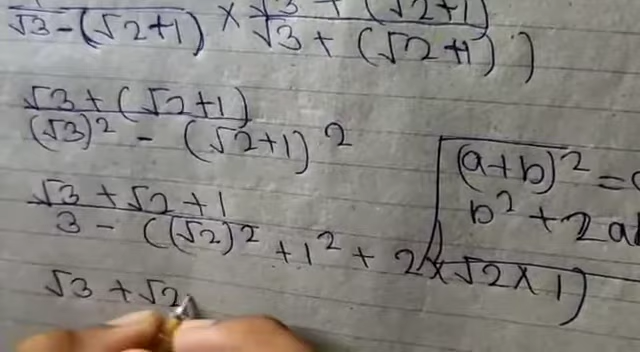 √3 - (√2+1) × √3 + (√2+1)
√3 + (√2+1))
√3 + (√2+1)
(√3)² - (√2+1)²
(a+b)² =
b² + 2a
√3 + √2 + 1
3 - ((√2)² + 1² + 2×√2×1)
√3 + √2